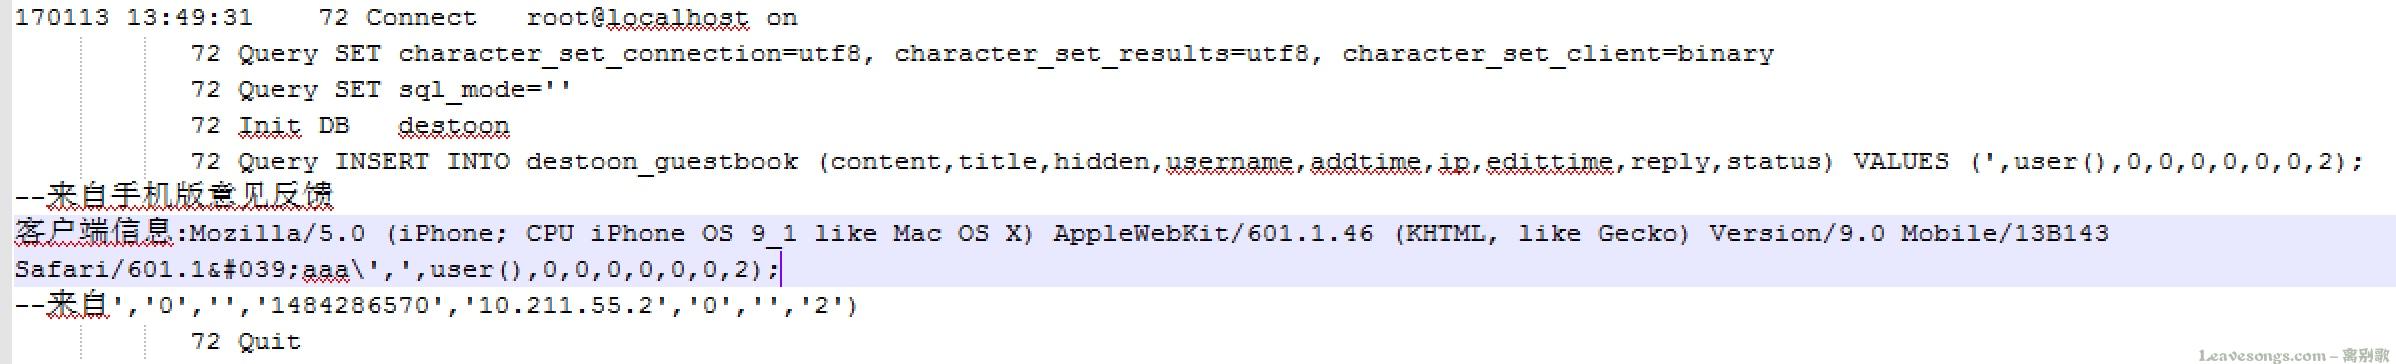 170113 13:49:31    72 Connect   root@localhost on
72 Query SET character_set_connection=utf8, character_set_results=utf8, character_set_client=binary
72 Query SET sql_mode=''
72 Init DB   destoon
72 Query INSERT INTO destoon_guestbook (content,title,hidden,username,addtime,ip,edittime,reply,status) VALUES (',user(),0,0,0,0,0,0,2);
--来自手机版意见反馈
客户端信息:Mozilla/5.0 (iPhone; CPU iPhone OS 9_1 like Mac OS X) AppleWebKit/601.1.46 (KHTML, like Gecko) Version/9.0 Mobile/13B143
Safari/601.1&#039;aaa\',',user(),0,0,0,0,0,0,2);
--来自','0','','1484286570','10.211.55.2','0','','2')
72 Quit
Leavesongs.com - 离别歌